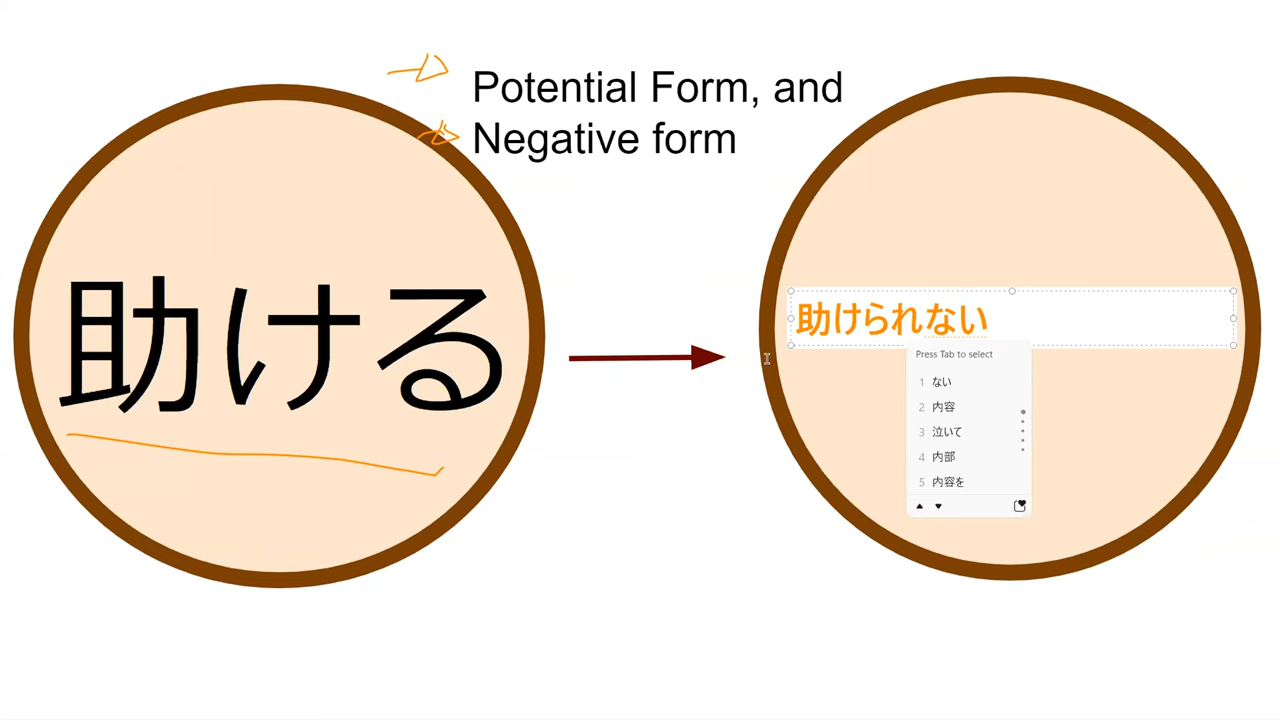 Potential Form, and
Negative form
助ける
助けられない
Press Tab to select
1 ない
2 内容
3 泣いて
4 内部
5 内容を